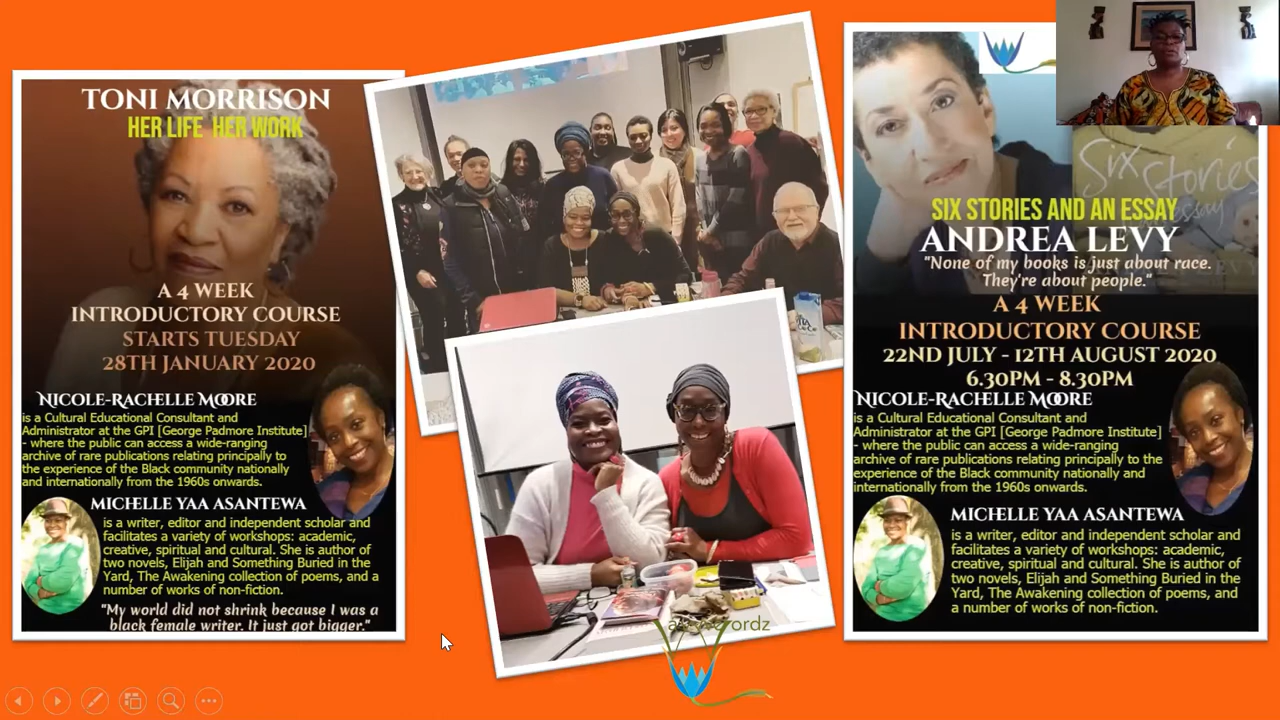 TONI MORRISON
HER LIFE HER WORK
A 4 WEEK
INTRODUCTORY COURSE
STARTS TUESDAY
28TH JANUARY 2020
NICOLE-RACHELLE MOORE
is a Cultural Educational Consultant and
Administrator at the GPI [George Padmore Institute]
- where the public can access a wide-ranging
archive of rare publications relating principally to
the experience of the Black community nationally
and internationally from the 1960s onwards.
MICHELLE YAA ASANTEWA
is a writer, editor and independent scholar and
facilitates a variety of workshops: academic,
creative, spiritual and cultural. She is author of
two novels, Elijah and Something Buried in the
Yard, The Awakening collection of poems, and a
number of works of non-fiction.
"My world did not shrink because I was a
black female writer. It just got bigger."
Six Stories
essay
SIX STORIES AND AN ESSAY
ANDREA LEVY
"None of my books is just about race.
They're about people."
A 4 WEEK
INTRODUCTORY COURSE
22ND JULY - 12TH AUGUST 2020
6.30PM - 8.30PM
NICOLE-RACHELLE MOORE
is a Cultural Educational Consultant and
Administrator at the GPI [George Padmore Institute]
- where the public can access a wide-ranging
archive of rare publications relating principally to the
experience of the Black community nationally and
internationally from the 1960s onwards.
MICHELLE YAA ASANTEWA
is a writer, editor and independent scholar and
facilitates a variety of workshops: academic,
creative, spiritual and cultural. She is author of
two novels, Elijah and Something Buried in the
Yard, The Awakening collection of poems, and
a number of works of non-fiction.